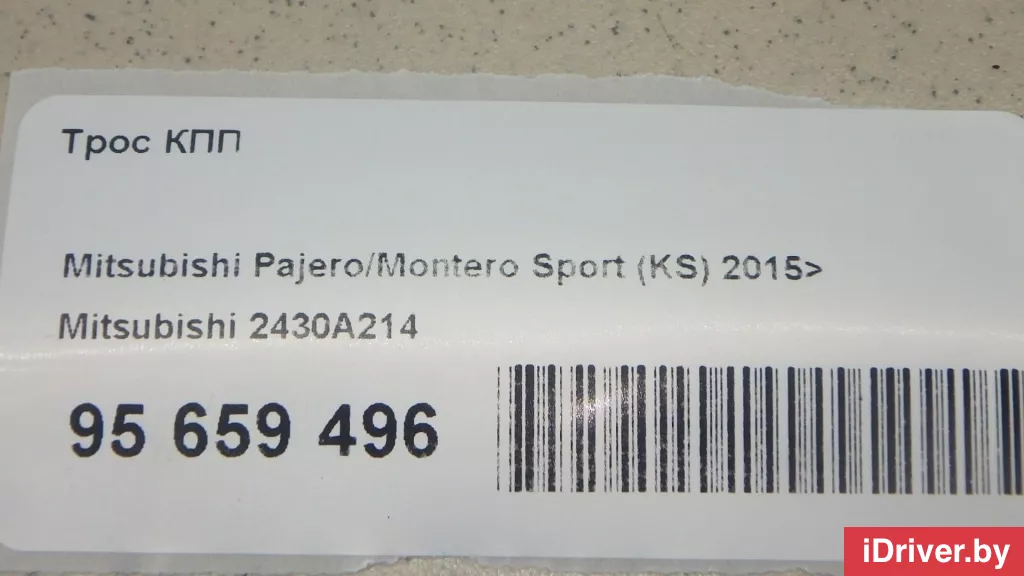 Трос КПП
Mitsubishi Pajero/Montero Sport (KS) 2015>
Mitsubishi 2430A214
95 659 496
iDriver.by